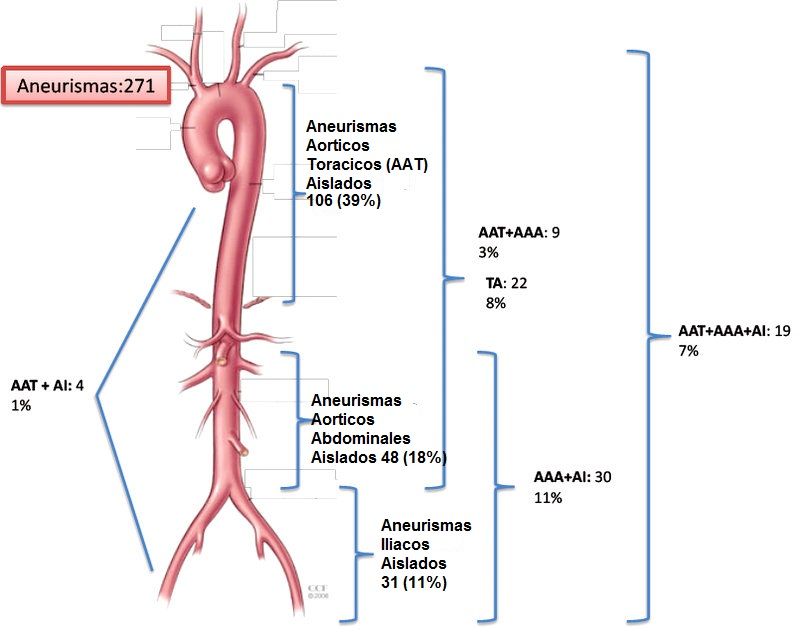 Aneurismas:271
Aneurismas
Aorticos
Toracicos (AAT)
Aislados
106 (39%)
AAT+AAA: 9
3%
TA: 22
8%
AAT+AAA+AI: 19
7%
AAT + AI: 4
1%
Aneurismas
Aorticos
Abdominales
Aislados 48 (18%)
AAA+AI: 30
11%
Aneurismas
Iliacos
Aislados
31 (11%)
CCF
©2006